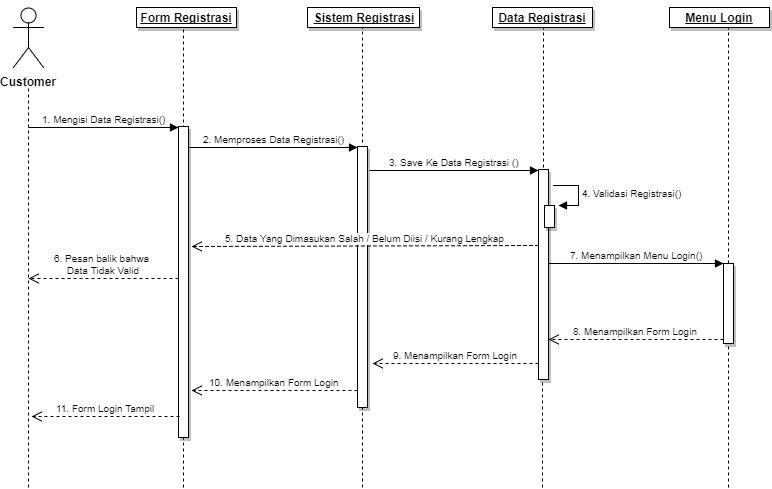 Form Registrasi
Sistem Registrasi
Data Registrasi
Menu Login
Customer
1. Mengisi Data Registrasi()
2. Memproses Data Registrasi()
3. Save Ke Data Registrasi ()
4. Validasi Registrasi()
5. Data Yang Dimasukan Salah / Belum Diisi / Kurang Lengkap
6. Pesan balik bahwa
Data Tidak Valid
7. Menampilkan Menu Login()
8. Menampilkan Form Login
9. Menampilkan Form Login
10. Menampilkan Form Login
11. Form Login Tampil